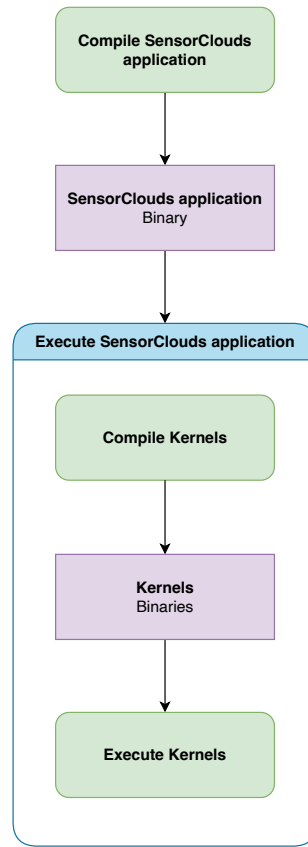 Compile SensorClouds
application
SensorClouds application
Binary
Execute SensorClouds application
Compile Kernels
Kernels
Binaries
Execute Kernels